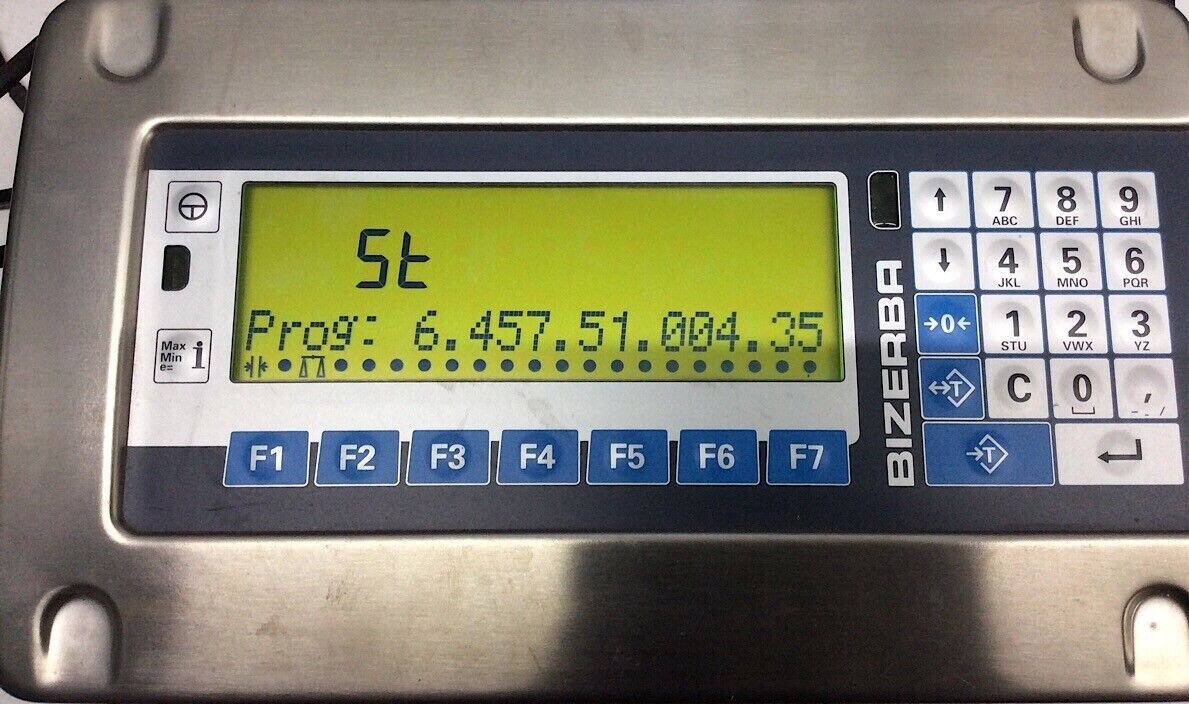 St
Prog: 6.457.51.004.35
Max
Min
e=
i
F1 F2 F3 F4 F5 F6 F7
BIZERBA
↑ 7 8 9
ABC DEF GHI
↓ 4 5 6
JKL MNO PQR
→0← 1 2 3
STU VWX YZ
↔T C 0 ,
→T ↵